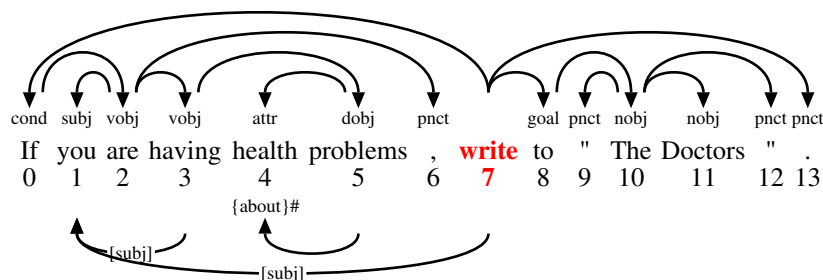 cond subj vobj vobj attr dobj pnct goal pnct nobj nobj pnct pnct
If you are having health problems , write to " The Doctors " .
0 1 2 3 4 5 6 7 8 9 10 11 12 13
{about}#
[subj]
[subj]